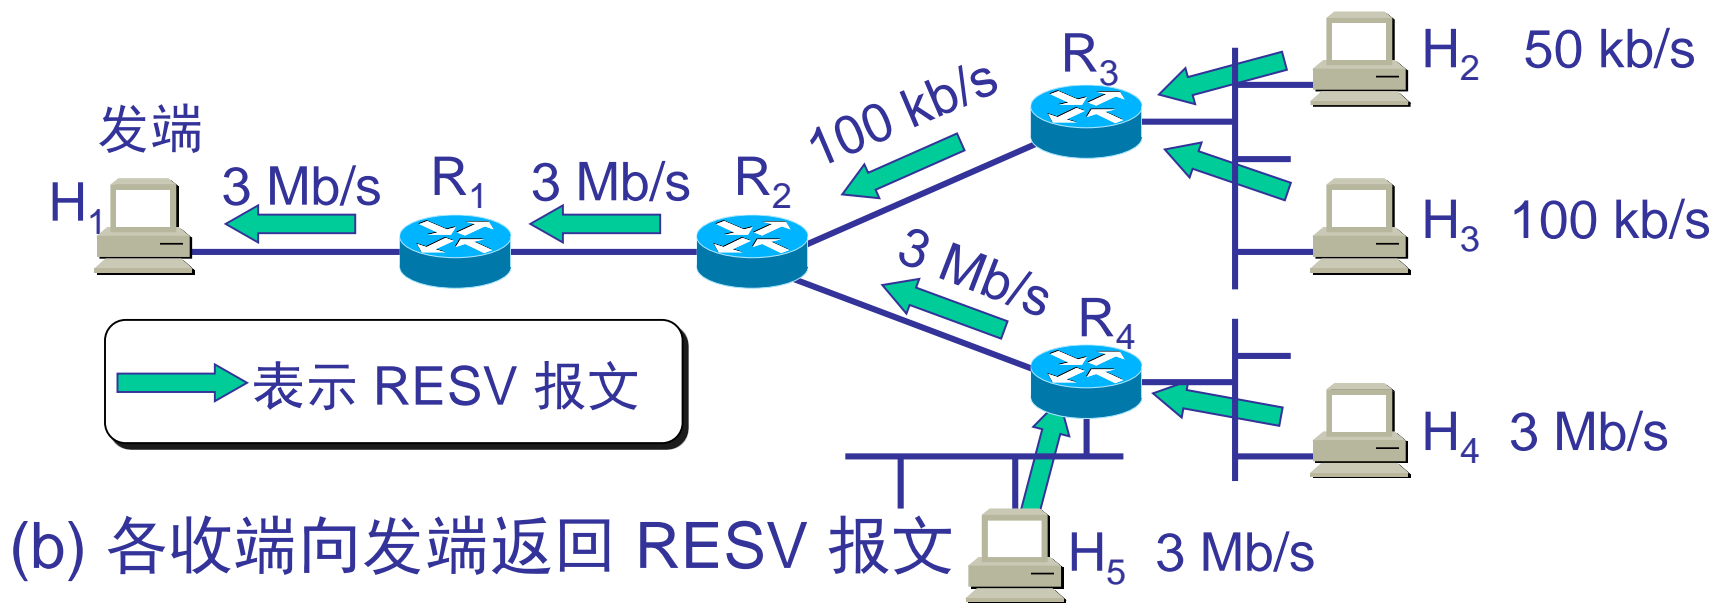 R₃
H₂ 50 kb/s
100 kb/s
发端
3 Mb/s
R₁
3 Mb/s
R₂
H₁
H₃ 100 kb/s
3 Mb/s
R₄
表示 RESV 报文
H₄ 3 Mb/s
(b) 各收端向发端返回 RESV 报文
H₅ 3 Mb/s